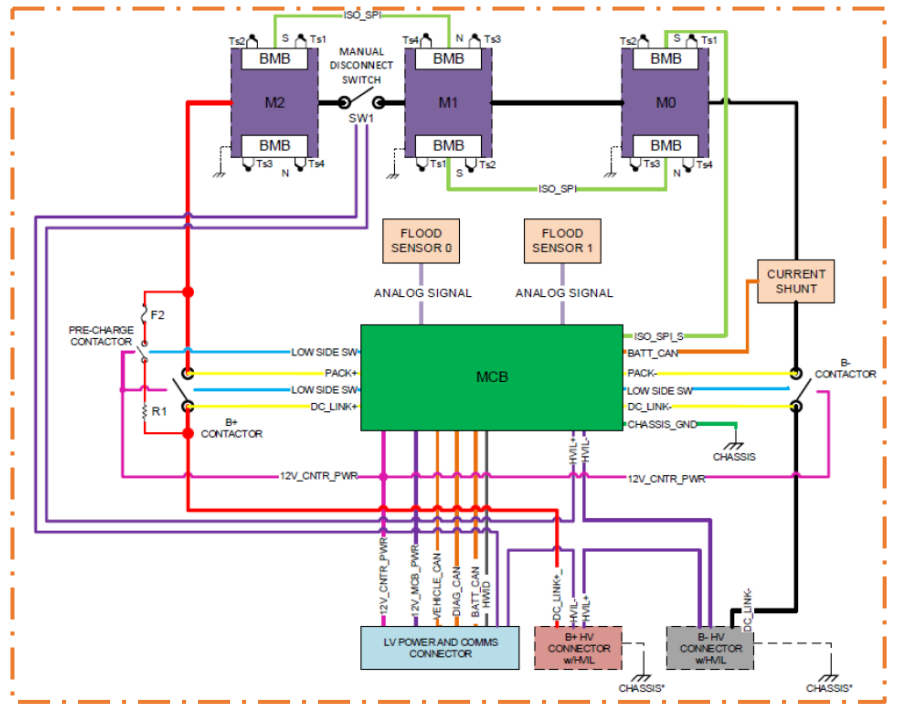 ISO_SPI
Ts2
S
Ts1
BMB
M2
BMB
Ts3
N
Ts4
MANUAL
DISCONNECT
SWITCH
SW1
Ts4
N
Ts3
BMB
M1
BMB
Ts1
S
Ts2
Ts2
S
Ts1
BMB
M0
BMB
Ts3
N
Ts4
ISO_SPI
FLOOD
SENSOR 0
FLOOD
SENSOR 1
ANALOG SIGNAL
ANALOG SIGNAL
CURRENT
SHUNT
F2
PRE-CHARGE
CONTACTOR
R1
B+
CONTACTOR
LOW SIDE SW
PACK+
LOW SIDE SW
DC_LINK+
MCB
ISO_SPI_S
BATT_CAN
PACK-
LOW SIDE SW
DC_LINK-
CHASSIS_GND
B-
CONTACTOR
CHASSIS
HVIL+
HVIL-
12V_CNTR_PWR
12V_CNTR_PWR
12V_CNTR_PWR
12V_MCB_PWR
VEHICLE_CAN
DIAG_CAN
BATT_CAN
HWID
DC_LINK+_
HVIL-
HVIL+
DC_LINK-
LV POWER AND COMMS
CONNECTOR
B+ HV
CONNECTOR
w/HVIL
B- HV
CONNECTOR
w/HVIL
CHASSIS*
CHASSIS*